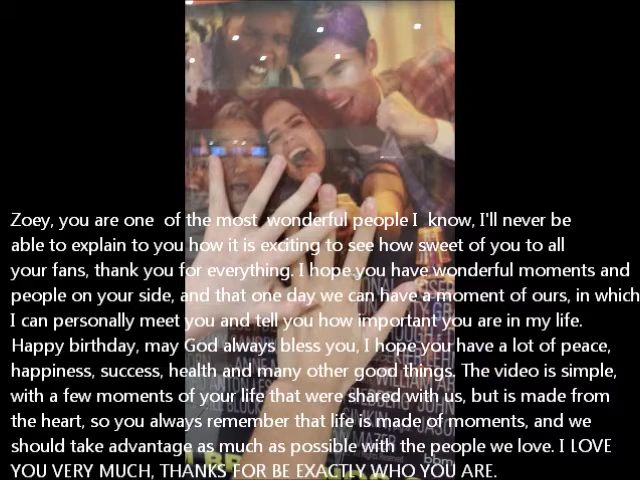 Zoey, you are one of the most wonderful people I know, I'll never be
able to explain to you how it is exciting to see how sweet of you to all
your fans, thank you for everything. I hope you have wonderful moments and
people on your side, and that one day we can have a moment of ours, in which
I can personally meet you and tell you how important you are in my life.
Happy birthday, may God always bless you, I hope you have a lot of peace,
happiness, success, health and many other good things. The video is simple,
with a few moments of your life that were shared with us, but is made from
the heart, so you always remember that life is made of moments, and we
should take advantage as much as possible with the people we love. I LOVE
YOU VERY MUCH, THANKS FOR BE EXACTLY WHO YOU ARE.